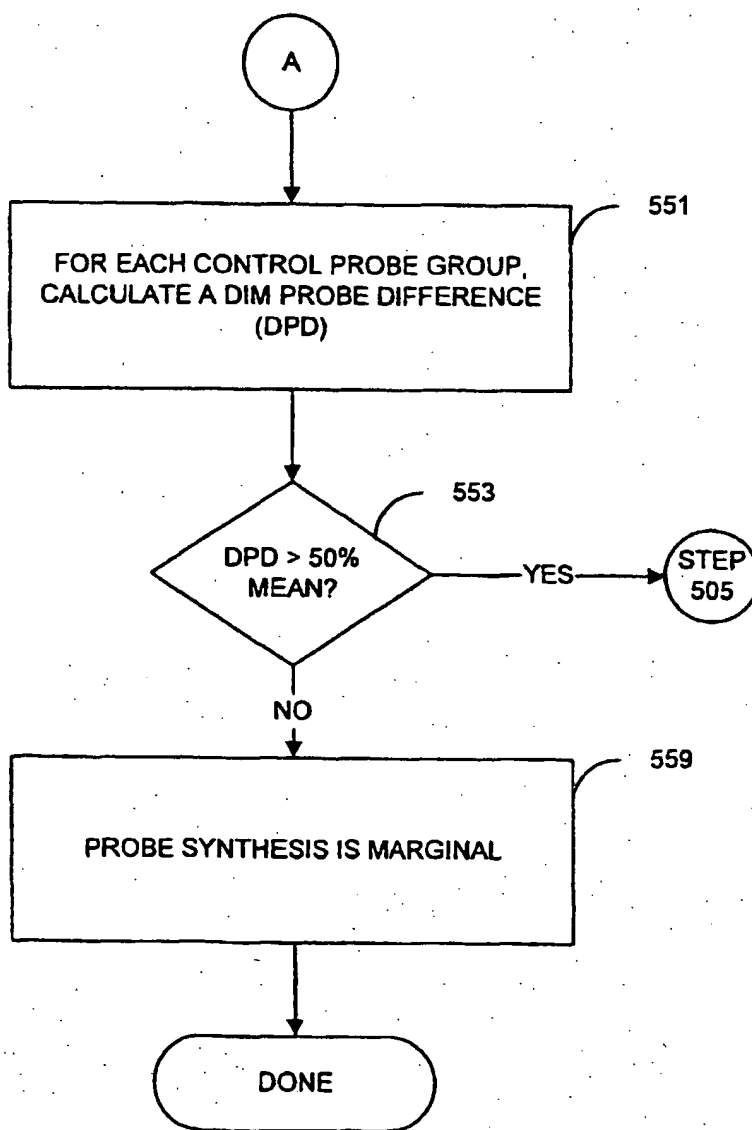 A
551
FOR EACH CONTROL PROBE GROUP,
CALCULATE A DIM PROBE DIFFERENCE
(DPD)
553
DPD > 50%
MEAN?
YES
STEP
505
NO
559
PROBE SYNTHESIS IS MARGINAL
DONE